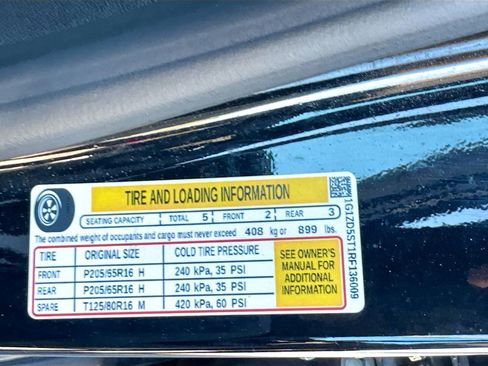 TIRE AND LOADING INFORMATION
SEATING CAPACITY TOTAL 5 FRONT 2 REAR 3
The combined weight of occupants and cargo must never exceed 408 kg or 899 lbs.
TIRE ORIGINAL SIZE COLD TIRE PRESSURE
FRONT P205/65R16 H 240 kPa, 35 PSI
REAR P205/65R16 H 240 kPa, 35 PSI
SPARE T125/80R16 M 420 kPa, 60 PSI
SEE OWNER'S
MANUAL FOR
ADDITIONAL
INFORMATION
1G1ZD5ST1RF136009